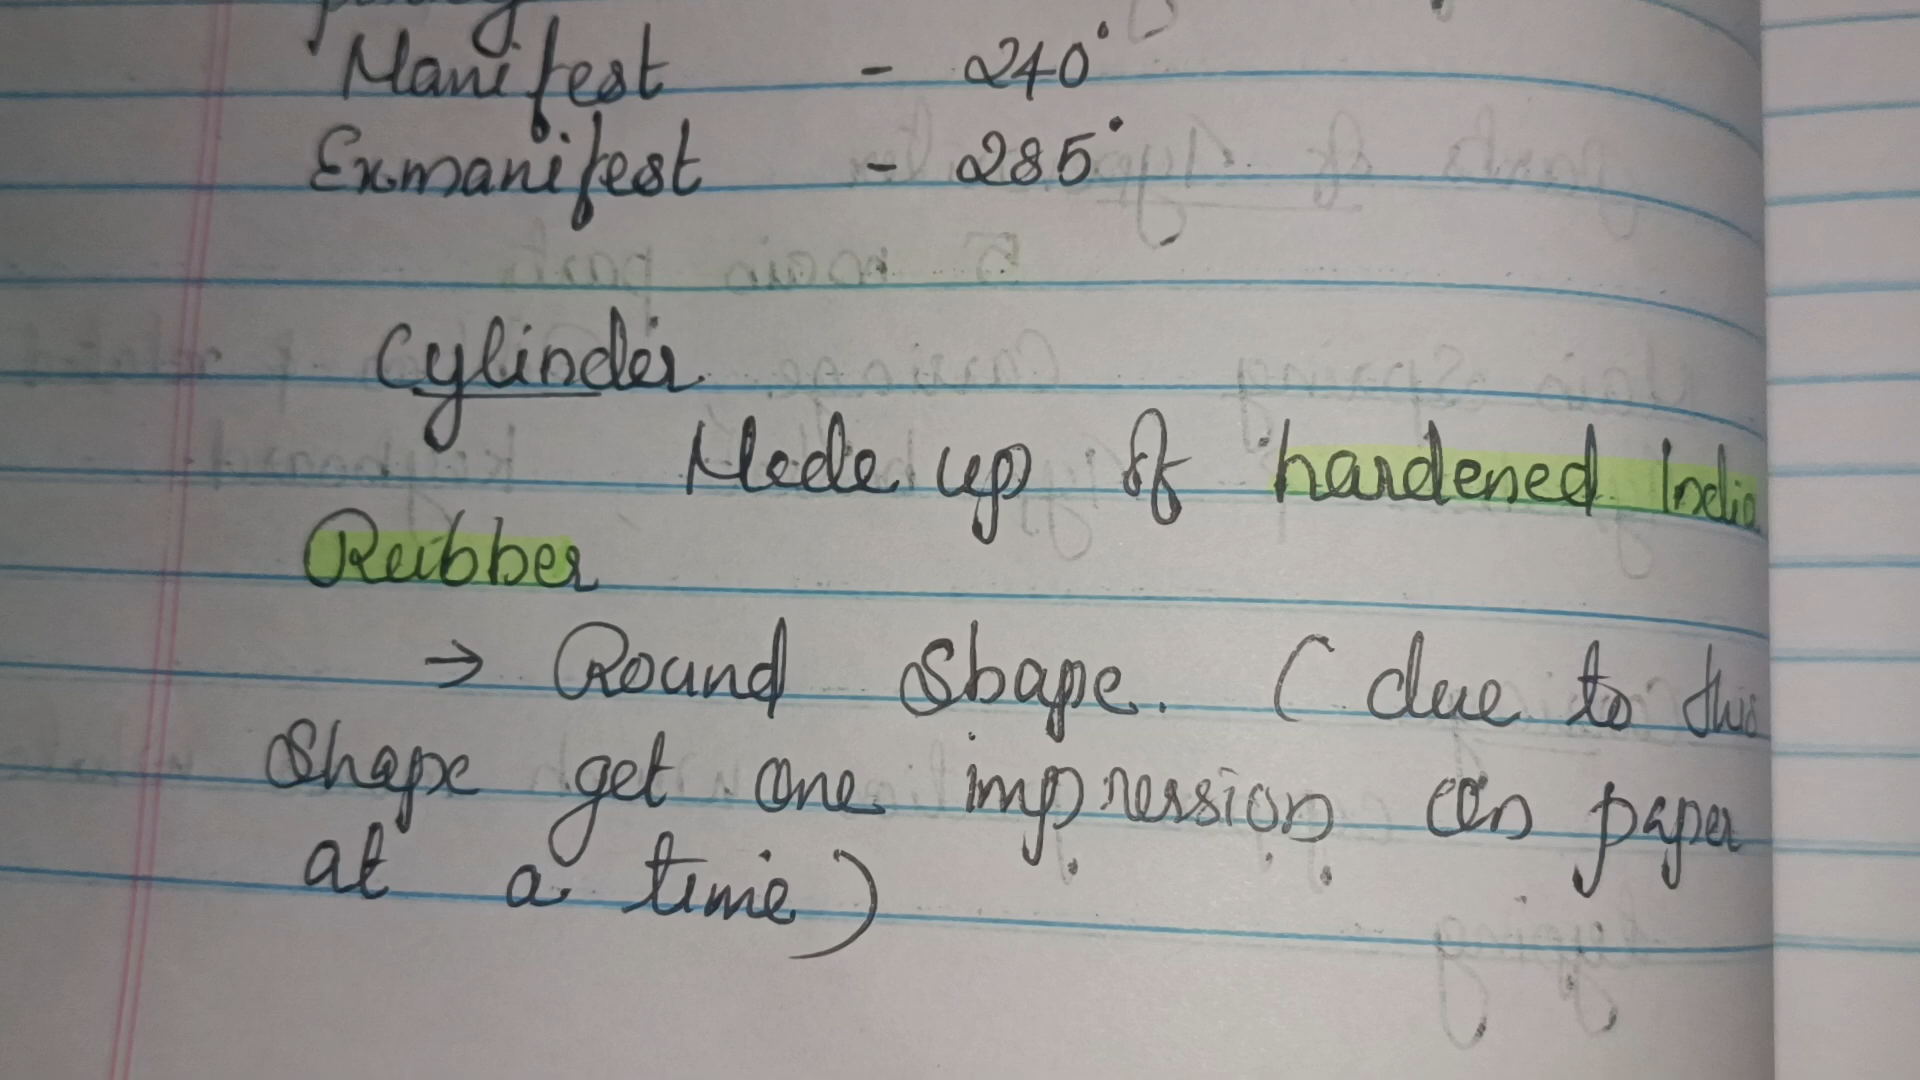 Manifest - 240°
Exmanifest - 285°
Cylinder
Made up of hardened India
Rubber
→ Round Shape. (due to this
Shape get one impression on paper
at a time)